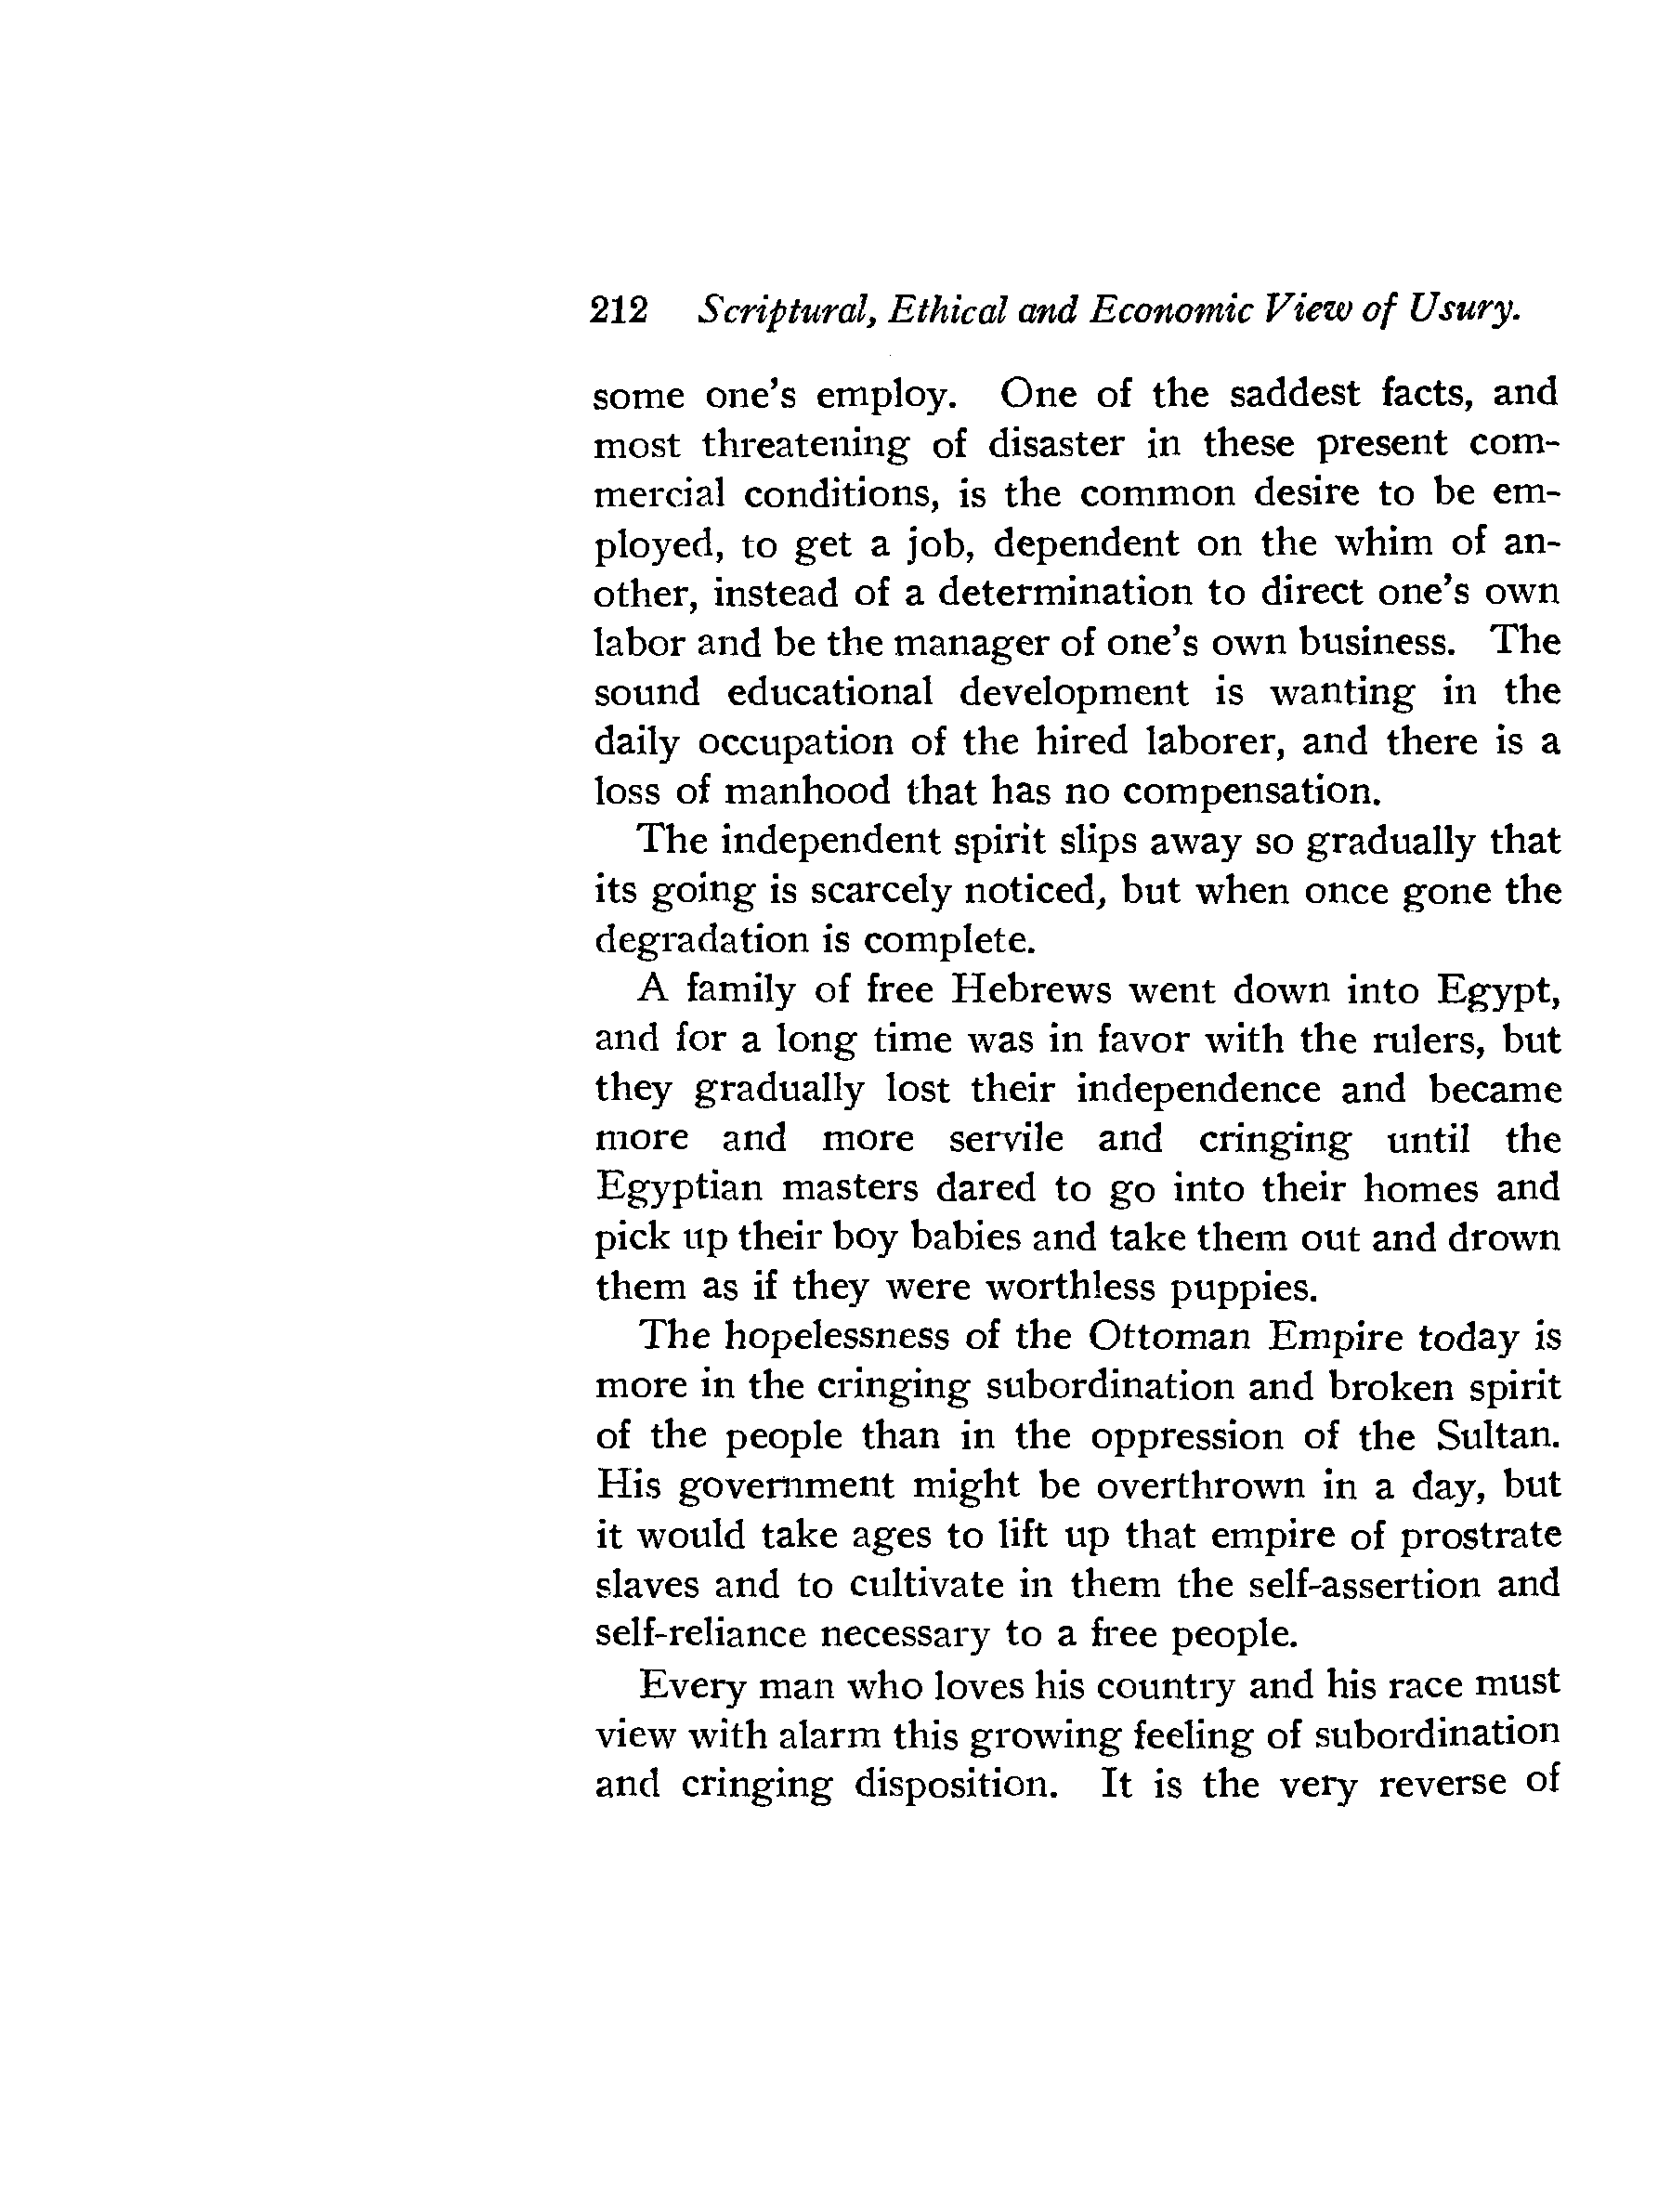 212 Scriptural, Ethical and Economic View of Usury.
some one's employ. One of the saddest facts, and
most threatening of disaster in these present com-
mercial conditions, is the common desire to be em-
ployed, to get a job, dependent on the whim of an-
other, instead of a determination to direct one's own
labor and be the manager of one's own business. The
sound educational development is wanting in the
daily occupation of the hired laborer, and there is a
loss of manhood that has no compensation.
The independent spirit slips away so gradually that
its going is scarcely noticed, but when once gone the
degradation is complete.
A family of free Hebrews went down into Egypt,
and for a long time was in favor with the rulers, but
they gradually lost their independence and became
more and more servile and cringing until the
Egyptian masters dared to go into their homes and
pick up their boy babies and take them out and drown
them as if they were worthless puppies.
The hopelessness of the Ottoman Empire today is
more in the cringing subordination and broken spirit
of the people than in the oppression of the Sultan.
His government might be overthrown in a day, but
it would take ages to lift up that empire of prostrate
slaves and to cultivate in them the self-assertion and
self-reliance necessary to a free people.
Every man who loves his country and his race must
view with alarm this growing feeling of subordination
and cringing disposition. It is the very reverse of